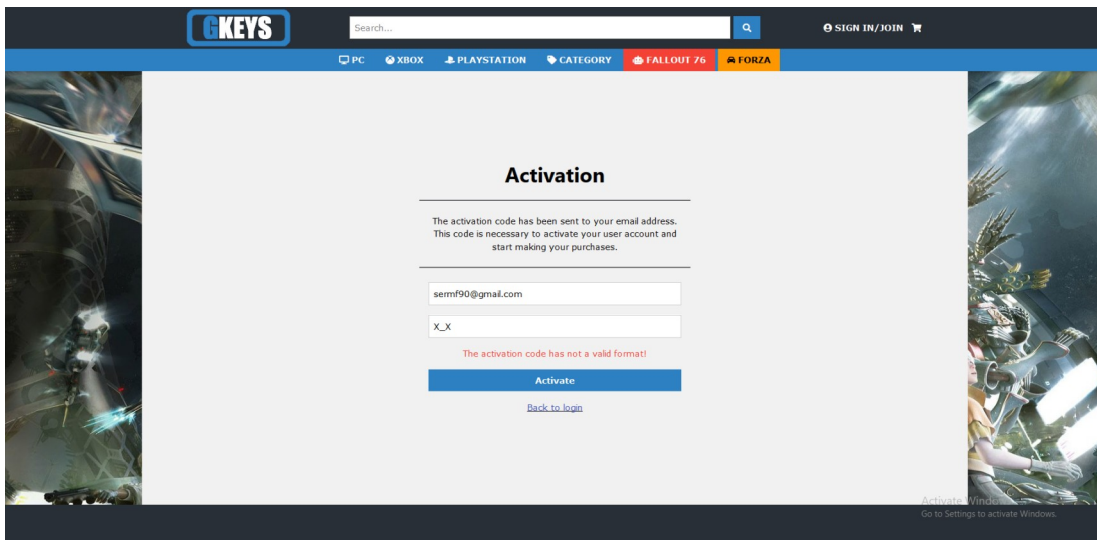 GKEYS
Search...
SIGN IN/JOIN
PC XBOX PLAYSTATION CATEGORY FALLOUT 76 FORZA
Activation
The activation code has been sent to your email address.
This code is necessary to activate your user account and
start making your purchases.
sermf90@gmail.com
X_X
The activation code has not a valid format!
Activate
Back to login
Activate Windows
Go to Settings to activate Windows.